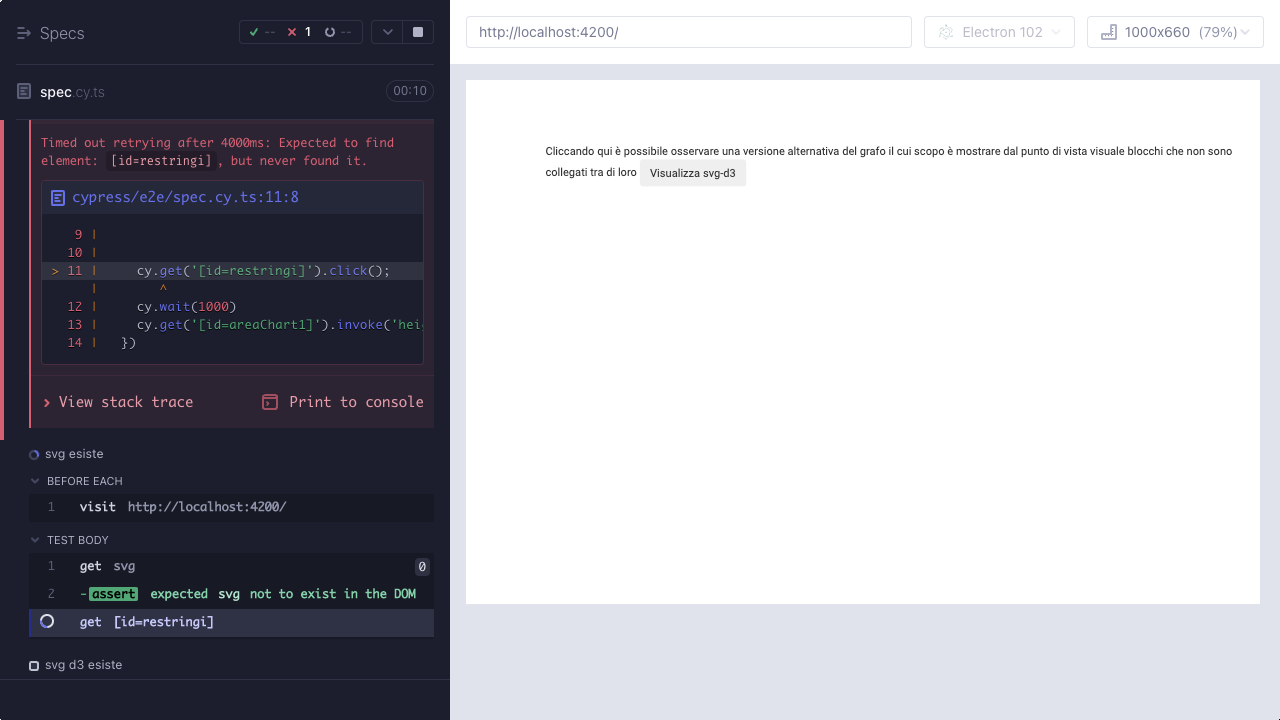 Specs
-- 1 --
spec.cy.ts
00:10
Timed out retrying after 4000ms: Expected to find
element: [id=restringi], but never found it.
cypress/e2e/spec.cy.ts:11:8
9 |
10 |
> 11 | cy.get('[id=restringi]').click();
| ^
12 | cy.wait(1000)
13 | cy.get('[id=areaChart1]').invoke('hei
14 | })
View stack trace
Print to console
svg esiste
BEFORE EACH
1 visit http://localhost:4200/
TEST BODY
1 get svg 0
2 -assert expected svg not to exist in the DOM
get [id=restringi]
svg d3 esiste
http://localhost:4200/
Electron 102
1000x660 (79%)
Cliccando qui è possibile osservare una versione alternativa del grafo il cui scopo è mostrare dal punto di vista visuale blocchi che non sono
collegati tra di loro Visualizza svg-d3